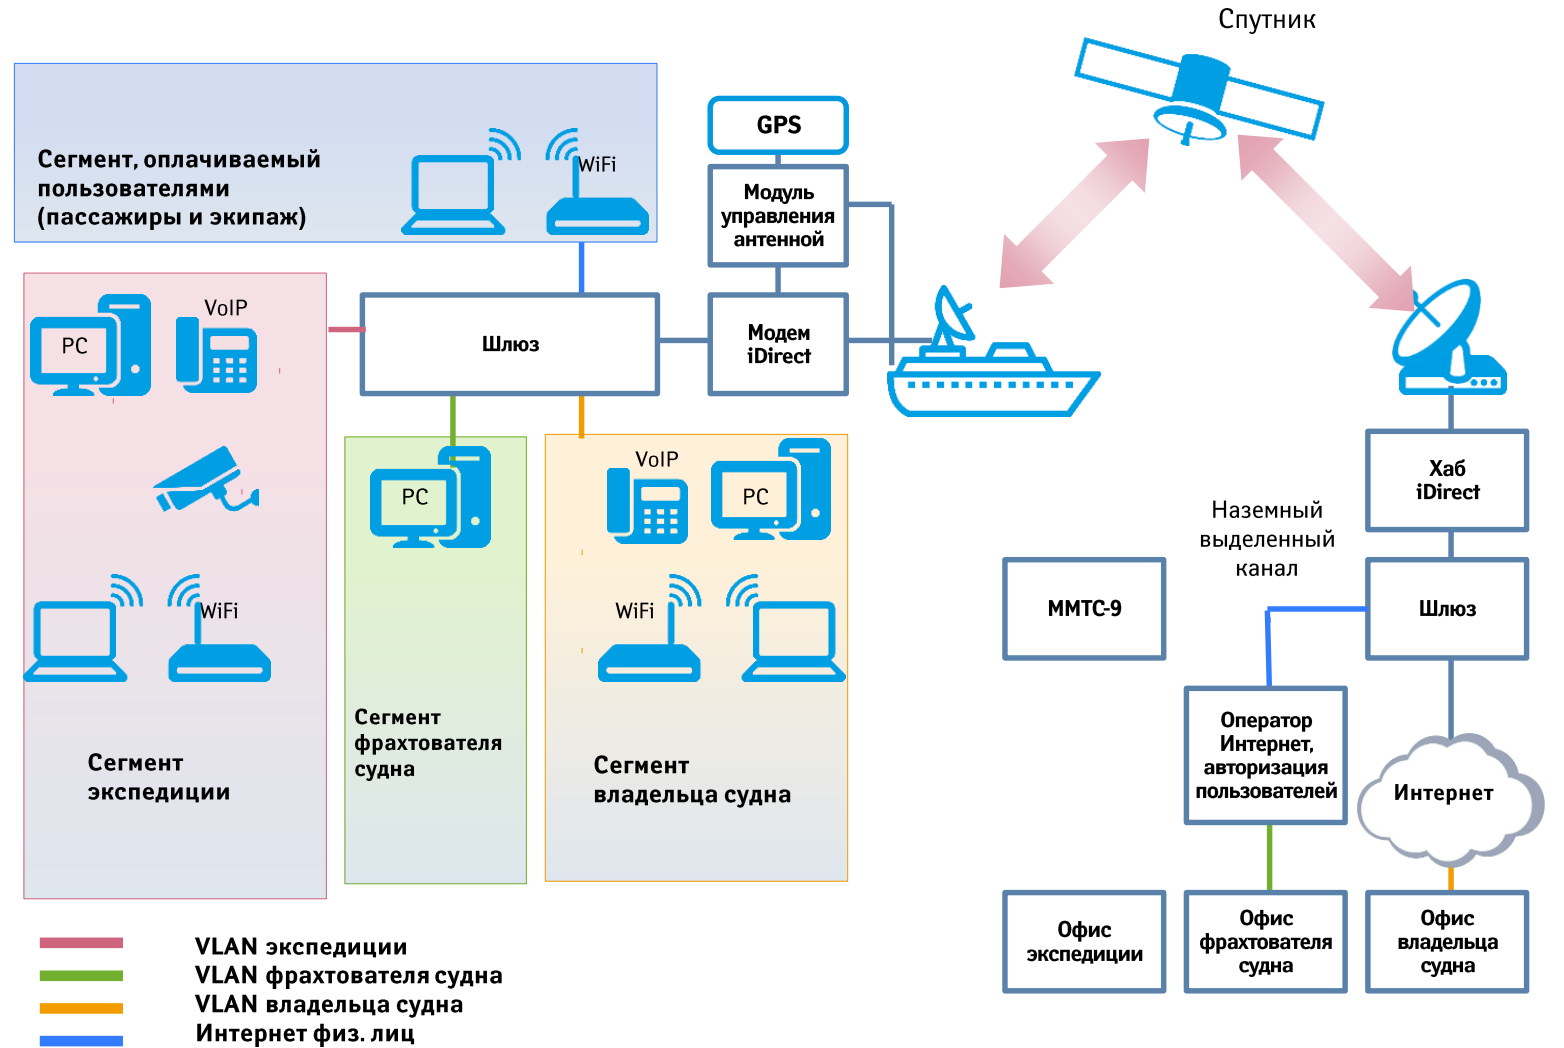 Спутник
GPS
Сегмент, оплачиваемый
пользователями
(пассажиры и экипаж)
WiFi
Модуль
управления
антенной
VoIP
PC
Шлюз
Модем
iDirect
VoIP
PC
PC
Хаб
iDirect
Наземный
выделенный
канал
WiFi
WiFi
ММТС-9
Шлюз
Сегмент
фрахтователя
судна
Сегмент
экспедиции
Сегмент
владельца судна
Оператор
Интернет,
авторизация
пользователей
Интернет
Офис
экспедиции
Офис
фрахтователя
судна
Офис
владельца
судна
VLAN экспедиции
VLAN фрахтователя судна
VLAN владельца судна
Интернет физ. лиц